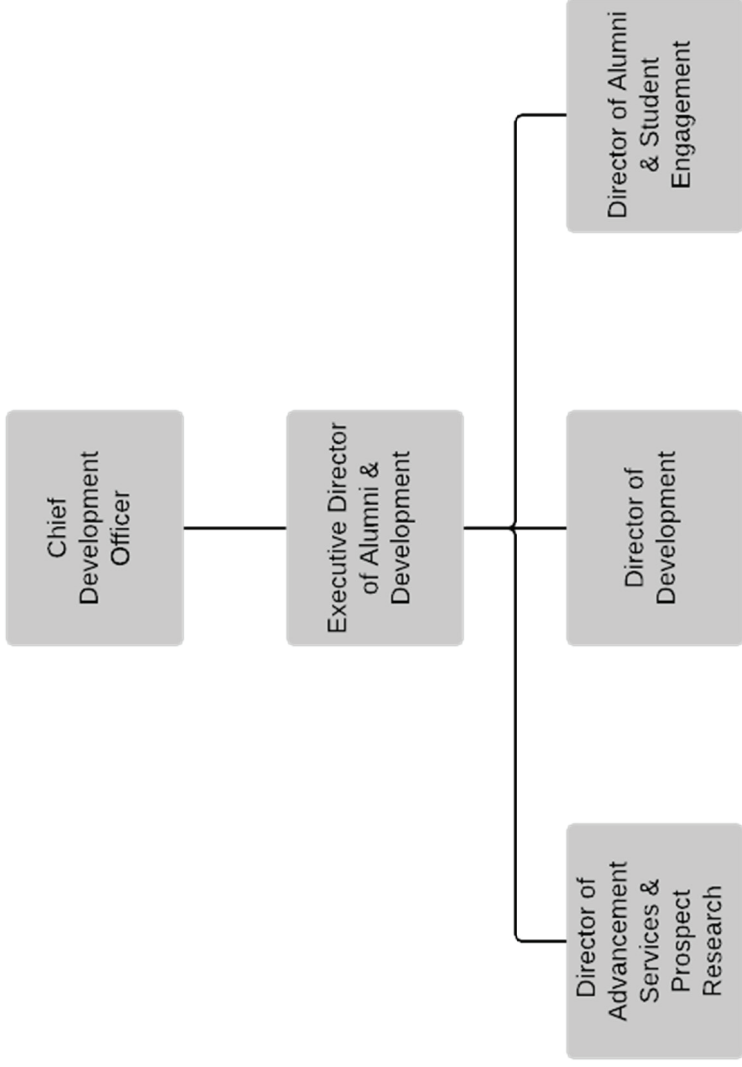 Chief
Development
Officer
Executive Director
of Alumni &
Development
Director of
Advancement
Services &
Prospect
Research
Director of
Development
Director of Alumni
& Student
Engagement